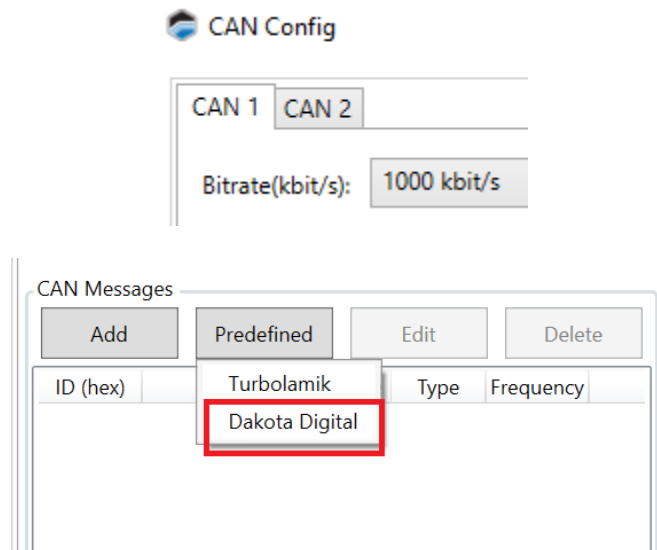 CAN Config
CAN 1 CAN 2
Bitrate(kbit/s): 1000 kbit/s
CAN Messages
Add Predefined Edit Delete
ID (hex) Type Frequency
Turbolamik
Dakota Digital